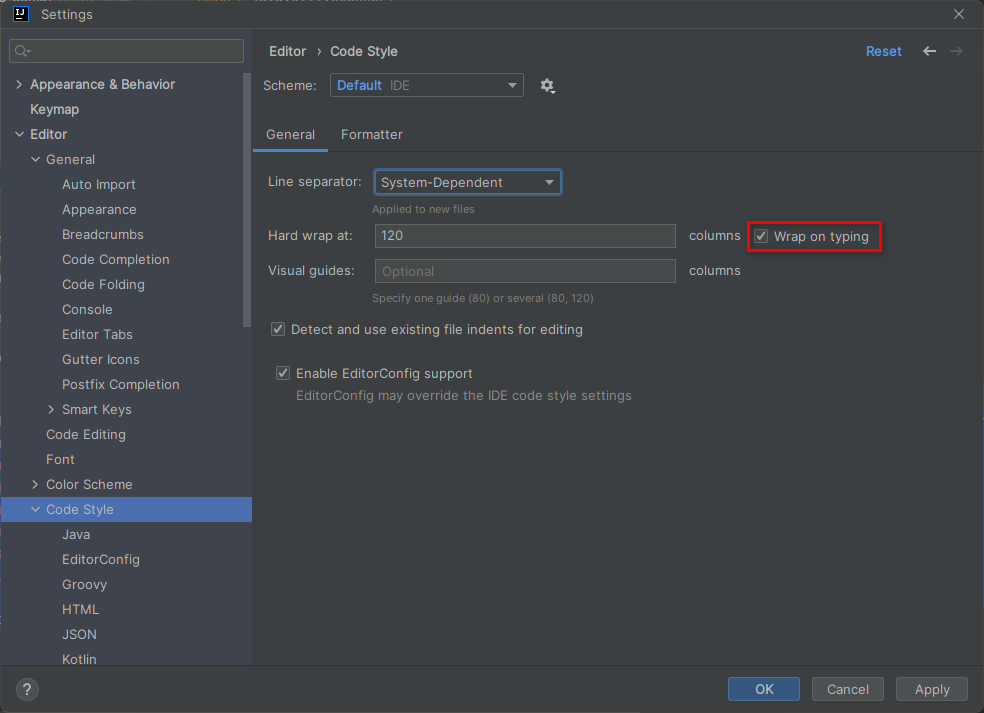 IJ Settings
Appearance & Behavior
Keymap
Editor
General
Auto Import
Appearance
Breadcrumbs
Code Completion
Code Folding
Console
Editor Tabs
Gutter Icons
Postfix Completion
Smart Keys
Code Editing
Font
Color Scheme
Code Style
Java
EditorConfig
Groovy
HTML
JSON
Kotlin
Editor › Code Style Reset
Scheme: Default IDE
General Formatter
Line separator: System-Dependent
Applied to new files
Hard wrap at: 120 columns Wrap on typing
Visual guides: Optional columns
Specify one guide (80) or several (80, 120)
Detect and use existing file indents for editing
Enable EditorConfig support
EditorConfig may override the IDE code style settings
? OK Cancel Apply